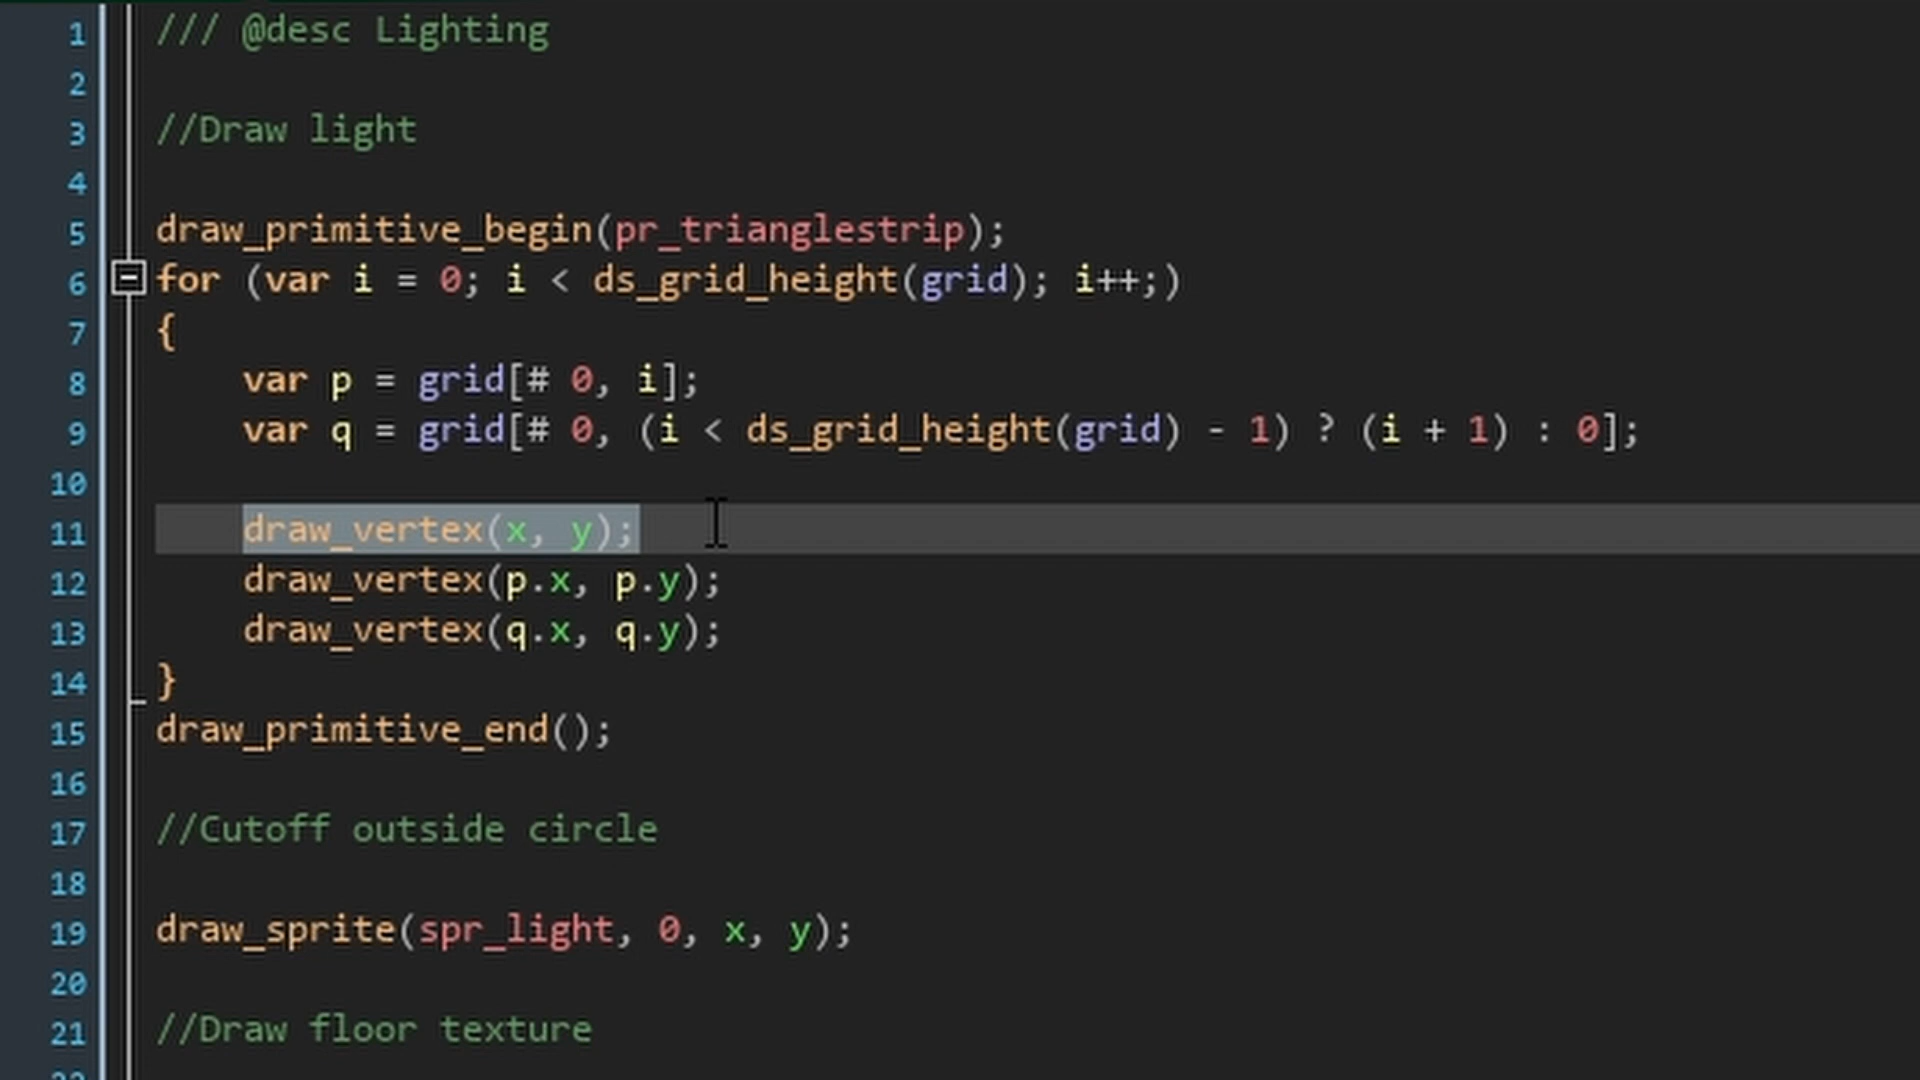 1 /// @desc Lighting
2
3 //Draw light
4
5 draw_primitive_begin(pr_trianglestrip);
6 for (var i = 0; i < ds_grid_height(grid); i++;)
7 {
8     var p = grid[# 0, i];
9     var q = grid[# 0, (i < ds_grid_height(grid) - 1) ? (i + 1) : 0];
10
11     draw_vertex(x, y);
12     draw_vertex(p.x, p.y);
13     draw_vertex(q.x, q.y);
14 }
15 draw_primitive_end();
16
17 //Cutoff outside circle
18
19 draw_sprite(spr_light, 0, x, y);
20
21 //Draw floor texture